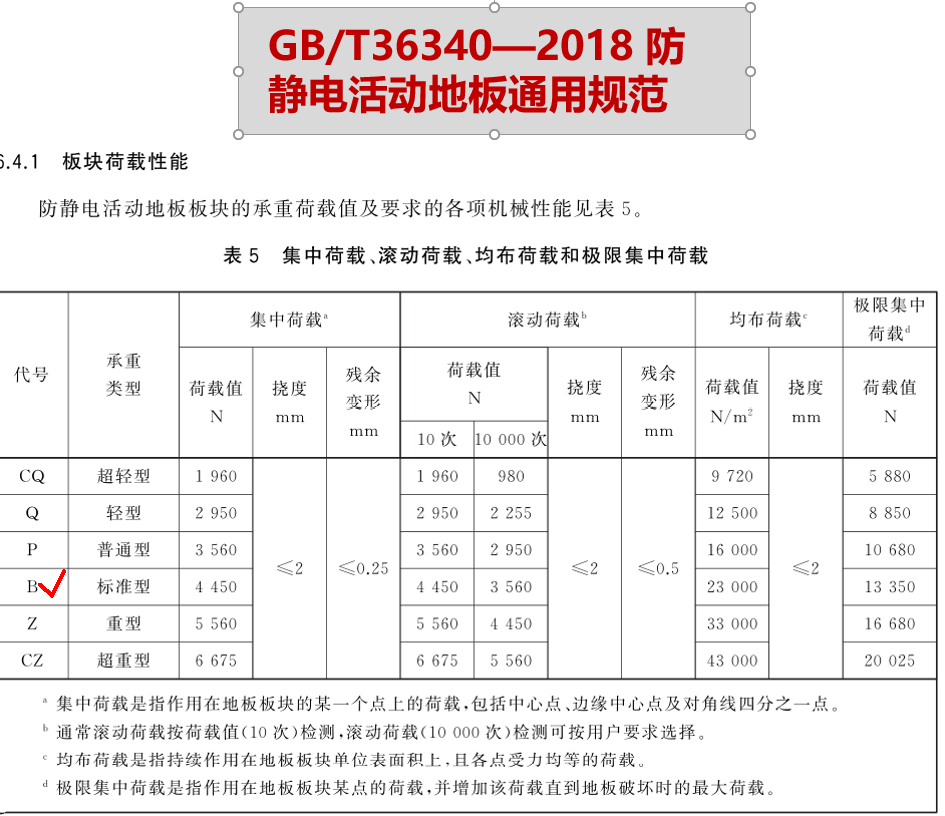 GB/T36340—2018 防
静电活动地板通用规范
6.4.1 板块荷载性能
防静电活动地板板块的承重荷载值及要求的各项机械性能见表 5。
表 5 集中荷载、滚动荷载、均布荷载和极限集中荷载
代号 承重类型 集中荷载a 滚动荷载b 均布荷载c 极限集中荷载d
荷载值 N 挠度 mm 残余变形 mm 荷载值 N 挠度 mm 残余变形 mm 荷载值 N/m² 挠度 mm 荷载值 N
10 次 10 000 次
CQ 超轻型 1 960 1 960 980 9 720 5 880
Q 轻型 2 950 2 950 2 255 12 500 8 850
P 普通型 3 560 3 560 2 950 16 000 10 680
≤2 ≤0.25 ≤2 ≤0.5 ≤2
B 标准型 4 450 4 450 3 560 23 000 13 350
Z 重型 5 560 5 560 4 450 33 000 16 680
CZ 超重型 6 675 6 675 5 560 43 000 20 025
a 集中荷载是指作用在地板板块的某一个点上的荷载,包括中心点、边缘中心点及对角线四分之一点。
b 通常滚动荷载按荷载值(10 次)检测,滚动荷载(10 000 次)检测可按用户要求选择。
c 均布荷载是指持续作用在地板板块单位表面积上,且各点受力均等的荷载。
d 极限集中荷载是指作用在地板板块某点的荷载,并增加该荷载直到地板破坏时的最大荷载。